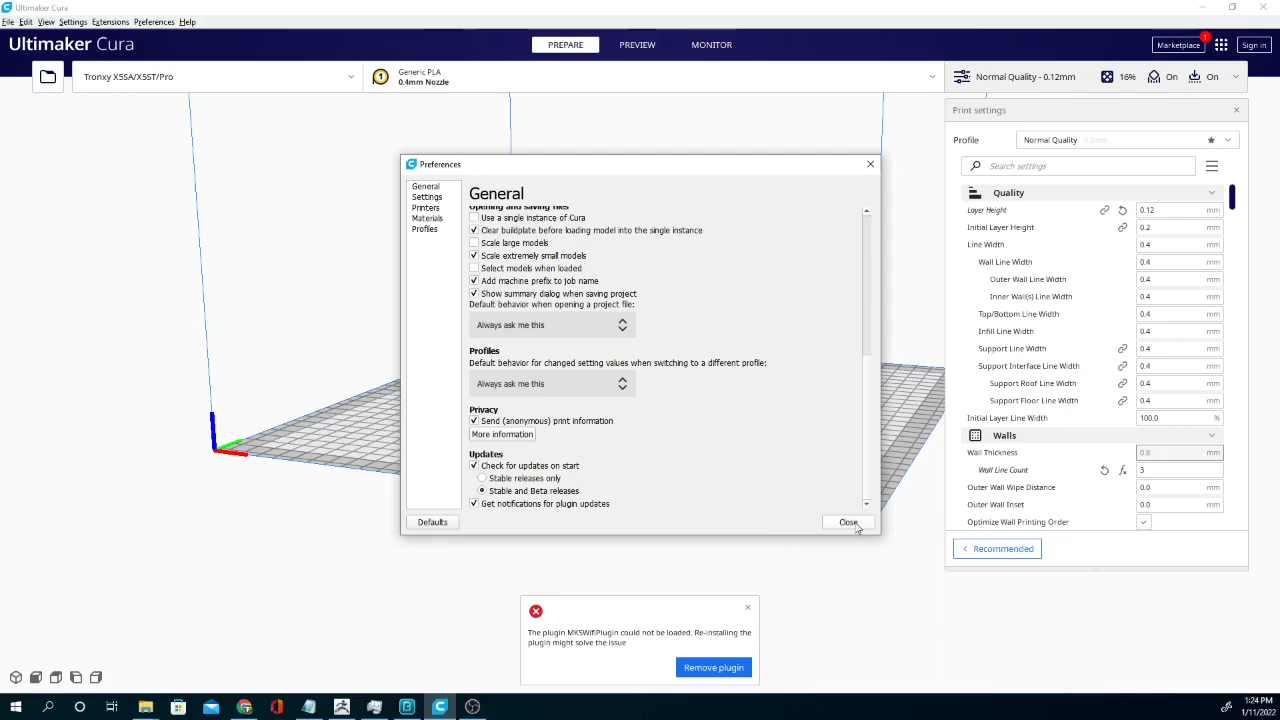 Ultimaker Cura
File Edit View Settings Extensions Preferences Help
Ultimaker Cura
PREPARE PREVIEW MONITOR
Marketplace 1 Sign in
Tronxy X5SA/X5ST/Pro
1 Generic PLA
0.4mm Nozzle
Normal Quality - 0.12mm 16% On On
Print settings
Profile Normal Quality 0.2mm
Search settings
Quality
Layer Height 0.12 mm
Initial Layer Height 0.2 mm
Line Width 0.4 mm
Wall Line Width 0.4 mm
Outer Wall Line Width 0.4 mm
Inner Wall(s) Line Width 0.4 mm
Top/Bottom Line Width 0.4 mm
Infill Line Width 0.4 mm
Support Line Width 0.4 mm
Support Interface Line Width 0.4 mm
Support Roof Line Width 0.4 mm
Support Floor Line Width 0.4 mm
Initial Layer Line Width 100.0 %
Walls
Wall Thickness 0.8 mm
Wall Line Count 3
Outer Wall Wipe Distance 0.0 mm
Outer Wall Inset 0.0 mm
Optimize Wall Printing Order
Recommended
Preferences
General
Settings
Printers
Materials
Profiles
General
Opening and saving files
Use a single instance of Cura
Clear buildplate before loading model into the single instance
Scale large models
Scale extremely small models
Select models when loaded
Add machine prefix to job name
Show summary dialog when saving project
Default behavior when opening a project file:
Always ask me this
Profiles
Default behavior for changed setting values when switching to a different profile:
Always ask me this
Privacy
Send (anonymous) print information
More information
Updates
Check for updates on start
Stable releases only
Stable and Beta releases
Get notifications for plugin updates
Defaults Close
The plugin MKSWifiPlugin could not be loaded. Re-installing the
plugin might solve the issue
Remove plugin
1:24 PM
1/11/2022